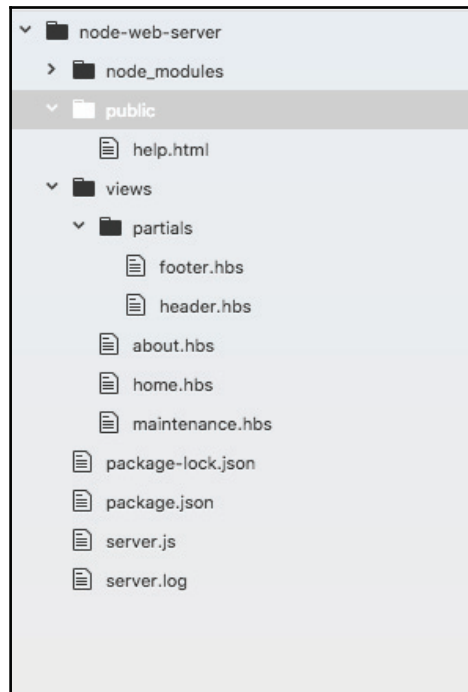 node-web-server
node_modules
public
help.html
views
partials
footer.hbs
header.hbs
about.hbs
home.hbs
maintenance.hbs
package-lock.json
package.json
server.js
server.log